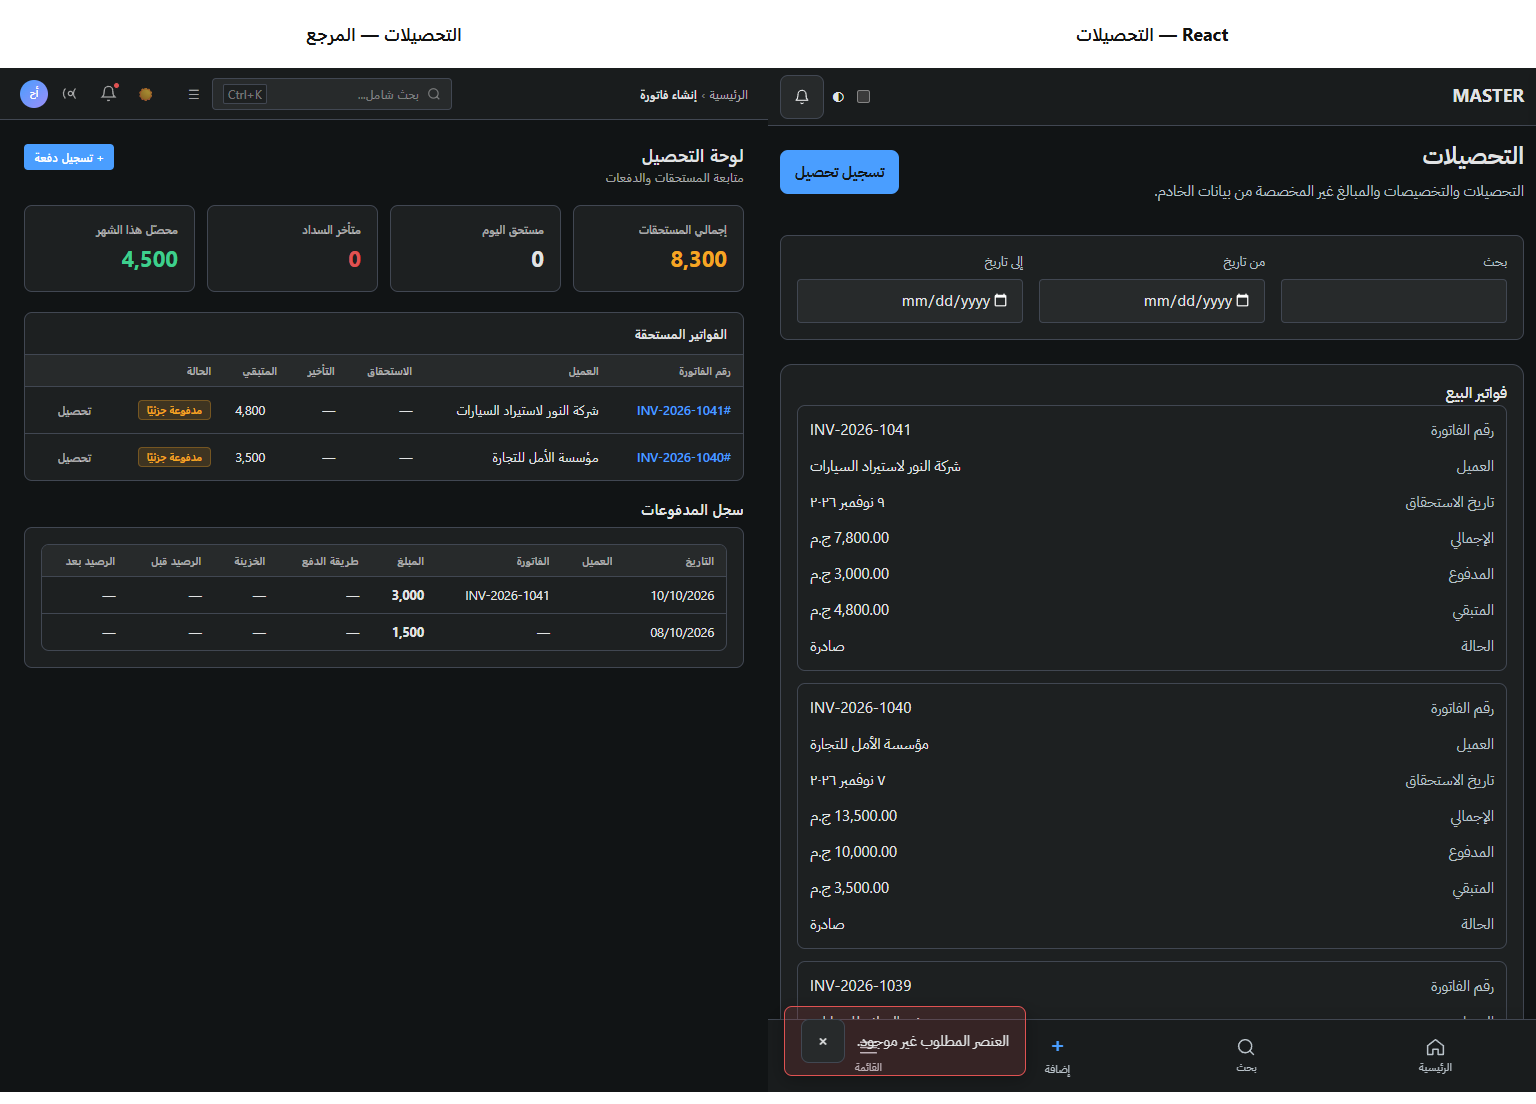 React — التحصيلات
التحصيلات — المرجع
MASTER
التحصيلات
تسجيل تحصيل
التحصيلات والتخصيصات والمبالغ غير المخصصة من بيانات الخادم.
بحث
من تاريخ
إلى تاريخ
mm/dd/yyyy
mm/dd/yyyy
فواتير البيع
رقم الفاتورة INV-2026-1041
العميل شركة النور لاستيراد السيارات
تاريخ الاستحقاق ٩ نوفمبر ٢٠٢٦
الإجمالي 7,800.00 ج.م
المدفوع 3,000.00 ج.م
المتبقي 4,800.00 ج.م
الحالة صادرة
رقم الفاتورة INV-2026-1040
العميل مؤسسة الأمل للتجارة
تاريخ الاستحقاق ٧ نوفمبر ٢٠٢٦
الإجمالي 13,500.00 ج.م
المدفوع 10,000.00 ج.م
المتبقي 3,500.00 ج.م
الحالة صادرة
رقم الفاتورة INV-2026-1039
العنصر المطلوب غير موجود.
×
الرئيسية
بحث
+
إضافة
القائمة
الرئيسية › إنشاء فاتورة
بحث شامل... Ctrl+K
أج
لوحة التحصيل
+ تسجيل دفعة
متابعة المستحقات والدفعات
إجمالي المستحقات
8,300
مستحق اليوم
0
متأخر السداد
0
محصل هذا الشهر
4,500
الفواتير المستحقة
رقم الفاتورة العميل الاستحقاق التأخير المتبقي الحالة
#INV-2026-1041 شركة النور لاستيراد السيارات — — 4,800 مدفوعة جزئيًا تحصيل
#INV-2026-1040 مؤسسة الأمل للتجارة — — 3,500 مدفوعة جزئيًا تحصيل
سجل المدفوعات
التاريخ العميل الفاتورة المبلغ طريقة الدفع الخزينة الرصيد قبل الرصيد بعد
10/10/2026 INV-2026-1041 3,000 — — — —
08/10/2026 — 1,500 — — — —